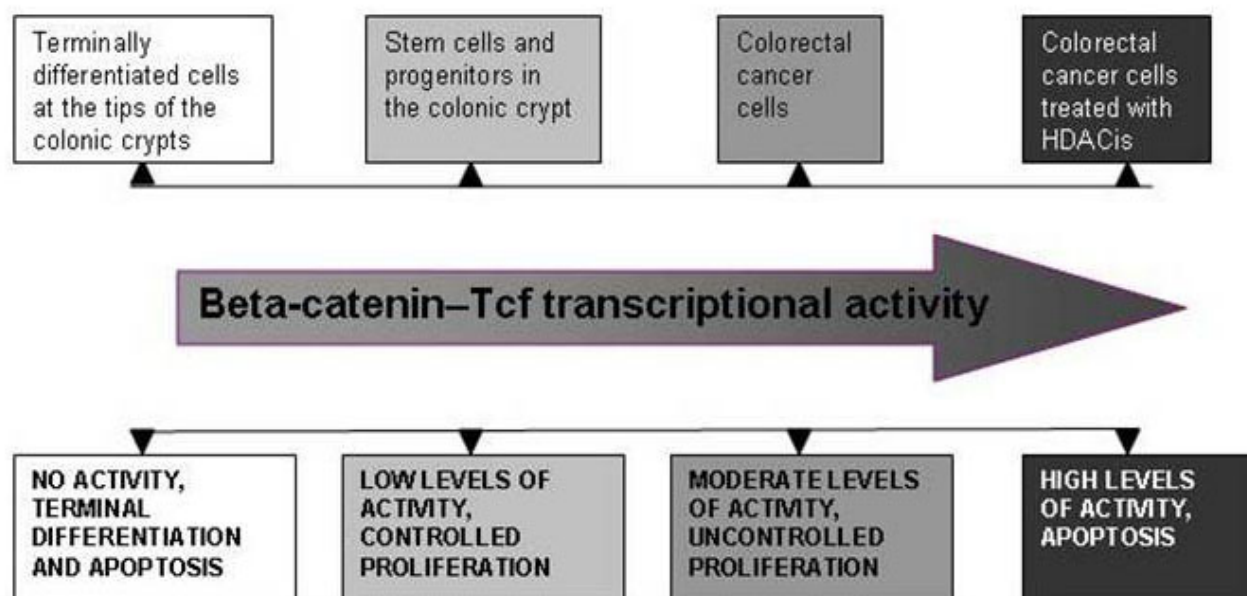 Terminally
differentiated cells
at the tips of the
colonic crypts
Stem cells and
progenitors in
the colonic crypt
Colorectal
cancer
cells
Colorectal
cancer cells
treated with
HDACis
Beta-catenin–Tcf transcriptional activity
NO ACTIVITY,
TERMINAL
DIFFERENTIATION
AND APOPTOSIS
LOW LEVELS OF
ACTIVITY,
CONTROLLED
PROLIFERATION
MODERATE LEVELS
OF ACTIVITY,
UNCONTROLLED
PROLIFERATION
HIGH LEVELS
OF ACTIVITY,
APOPTOSIS